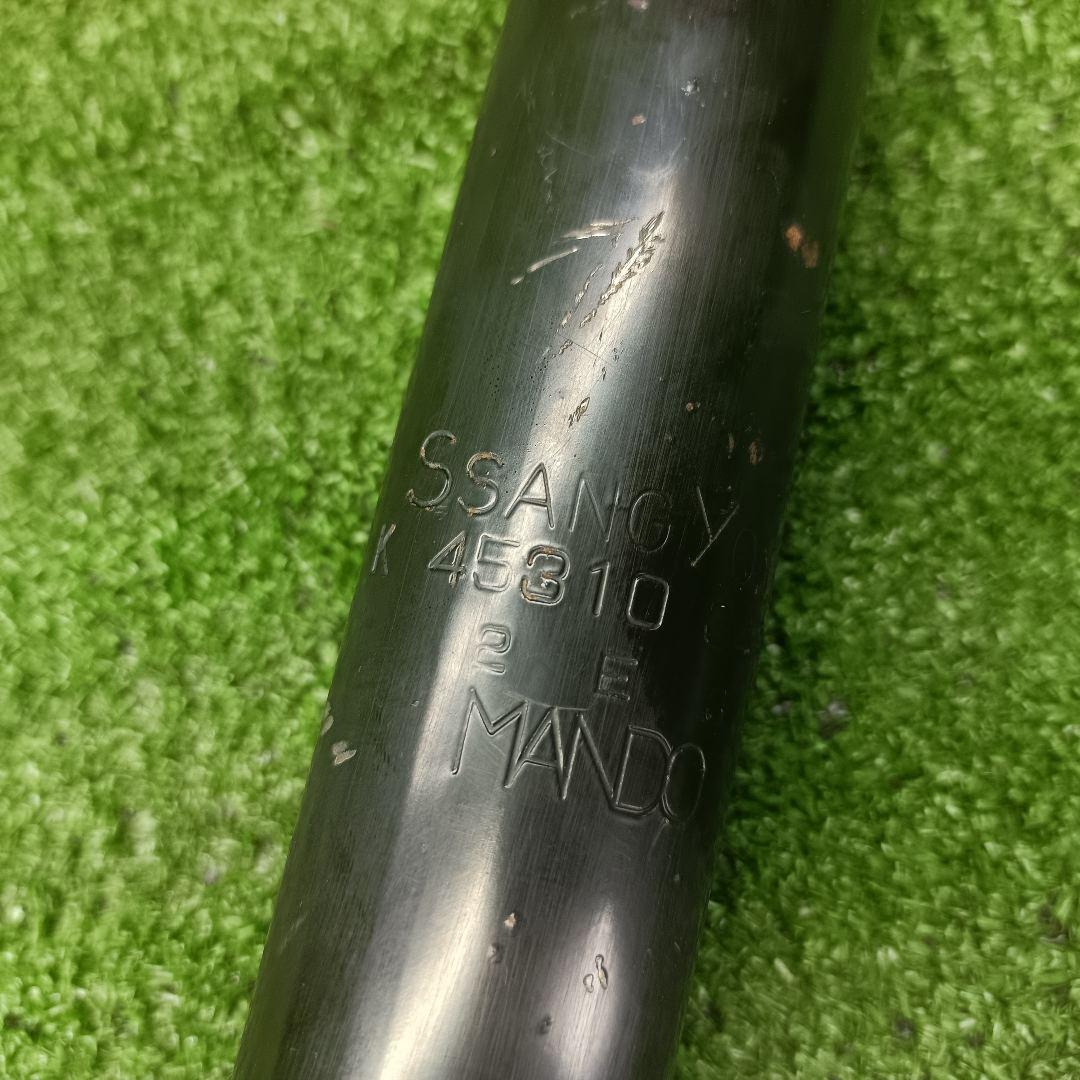 SSANGYO
K 45310
2 E
MANDO